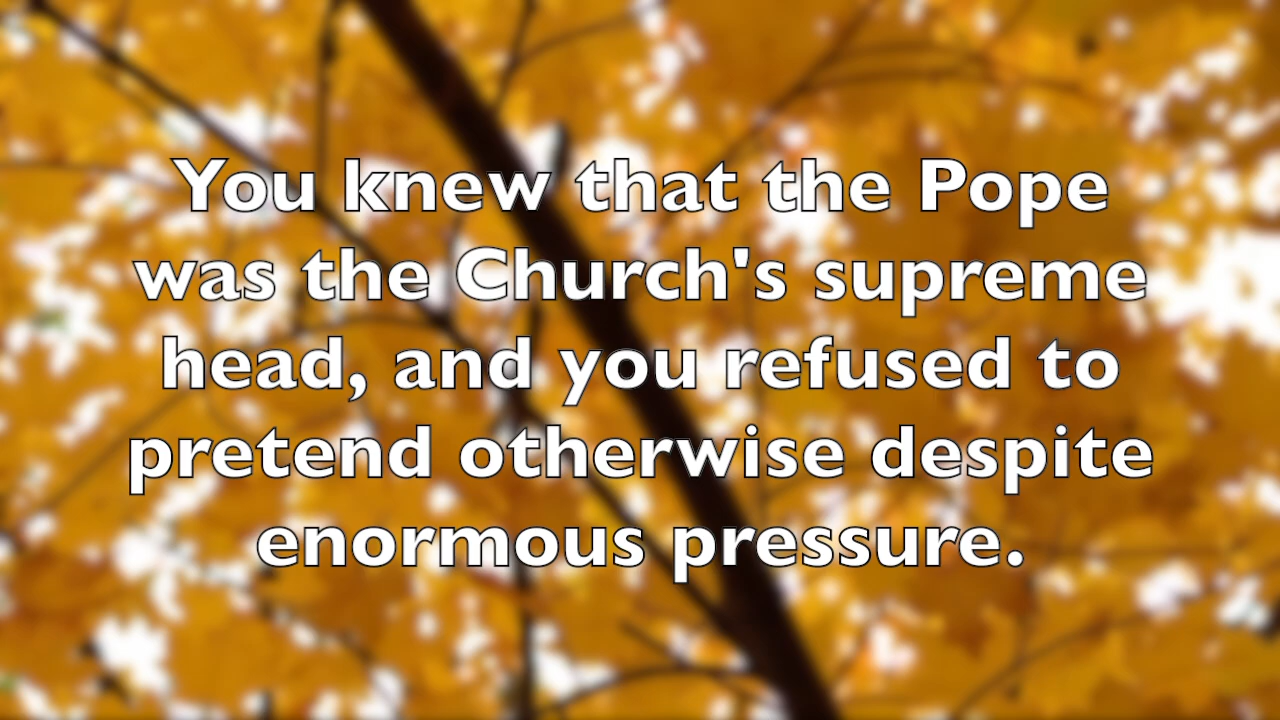 You knew that the Pope
was the Church's supreme
head, and you refused to
pretend otherwise despite
enormous pressure.